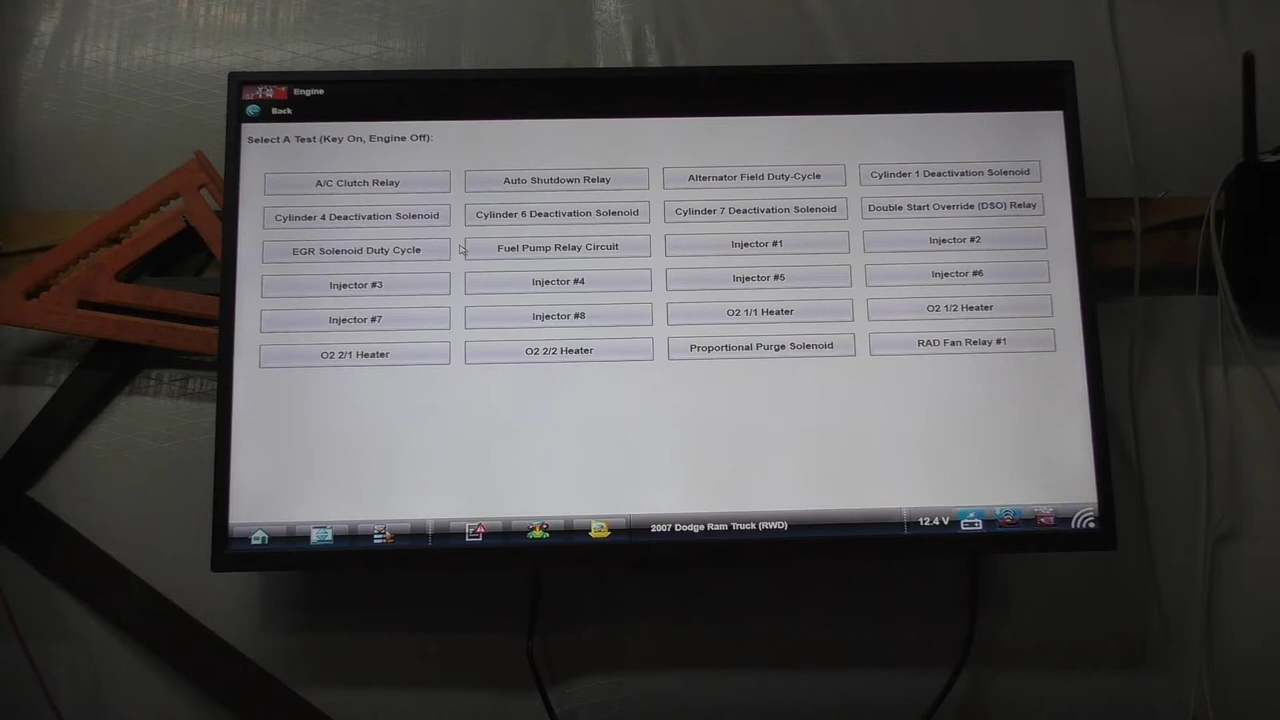 Engine
Back
Select A Test (Key On, Engine Off):
A/C Clutch Relay
Auto Shutdown Relay
Alternator Field Duty-Cycle
Cylinder 1 Deactivation Solenoid
Cylinder 4 Deactivation Solenoid
Cylinder 6 Deactivation Solenoid
Cylinder 7 Deactivation Solenoid
Double Start Override (DSO) Relay
EGR Solenoid Duty Cycle
Fuel Pump Relay Circuit
Injector #1
Injector #2
Injector #3
Injector #4
Injector #5
Injector #6
Injector #7
Injector #8
O2 1/1 Heater
O2 1/2 Heater
O2 2/1 Heater
O2 2/2 Heater
Proportional Purge Solenoid
RAD Fan Relay #1
2007 Dodge Ram Truck (RWD)
12.4 V